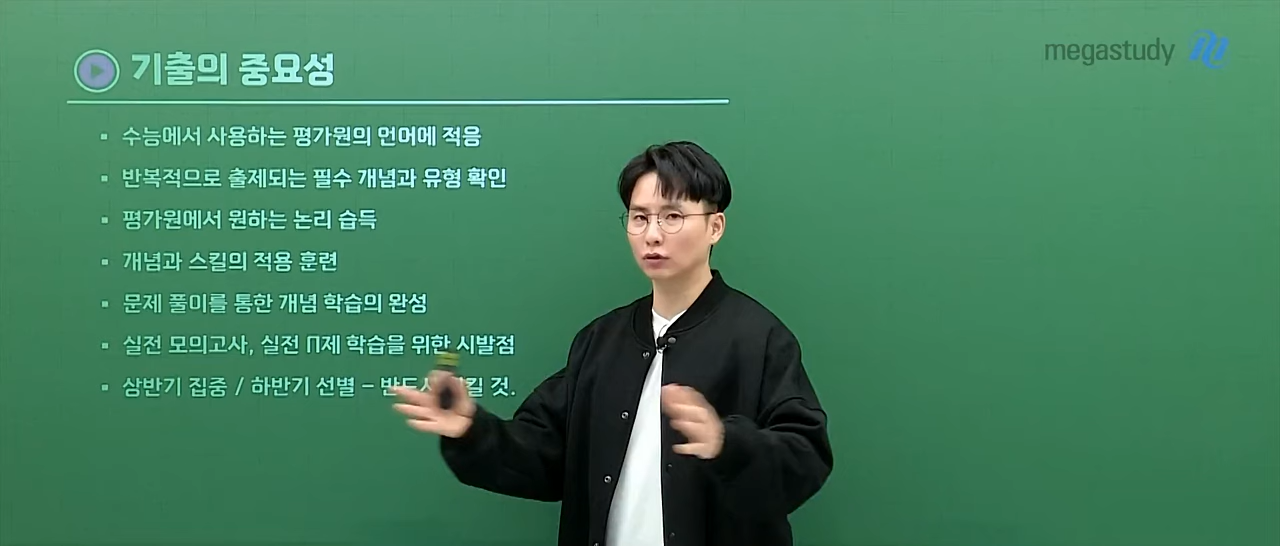 기출의 중요성
megastudy
수능에서 사용하는 평가원의 언어에 적응
반복적으로 출제되는 필수 개념과 유형 확인
평가원에서 원하는 논리 습득
개념과 스킬의 적용 훈련
문제 풀이를 통한 개념 학습의 완성
실전 모의고사, 실전 n제 학습을 위한 시발점
상반기 집중 / 하반기 선별 – 것.